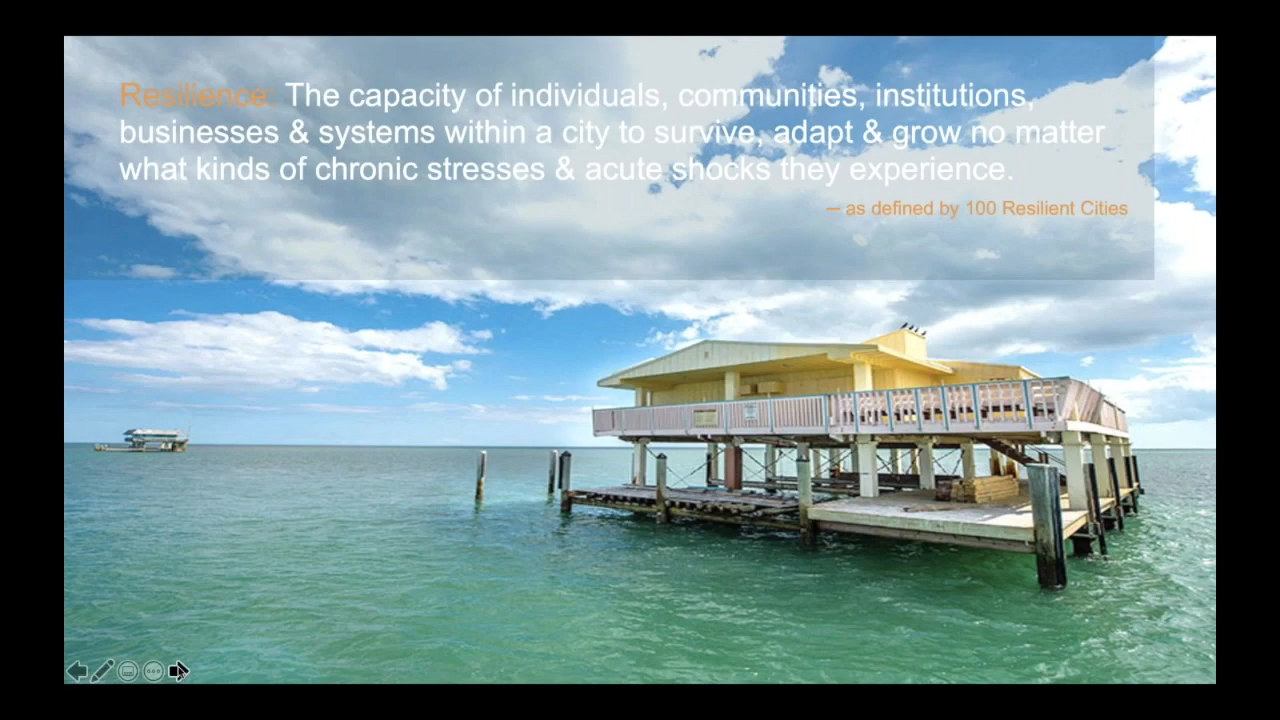 Resilience: The capacity of individuals, communities, institutions,
businesses & systems within a city to survive, adapt & grow no matter
what kinds of chronic stresses & acute shocks they experience.
– as defined by 100 Resilient Cities